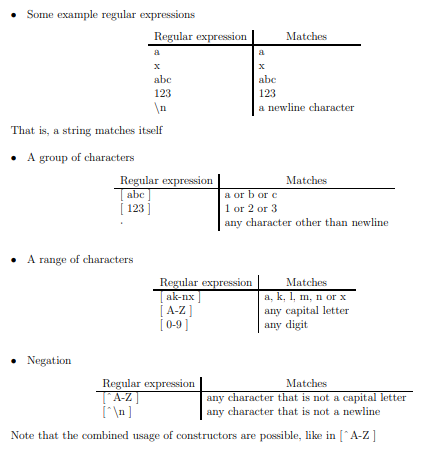 • Some example regular expressions
Regular expression Matches
a a
x x
abc abc
123 123
\n a newline character
That is, a string matches itself
• A group of characters
Regular expression Matches
[ abc ] a or b or c
[ 123 ] 1 or 2 or 3
. any character other than newline
• A range of characters
Regular expression Matches
[ ak-nx ] a, k, l, m, n or x
[ A-Z ] any capital letter
[ 0-9 ] any digit
• Negation
Regular expression Matches
[^A-Z ] any character that is not a capital letter
[^\n ] any character that is not a newline
Note that the combined usage of constructors are possible, like in [^A-Z ]